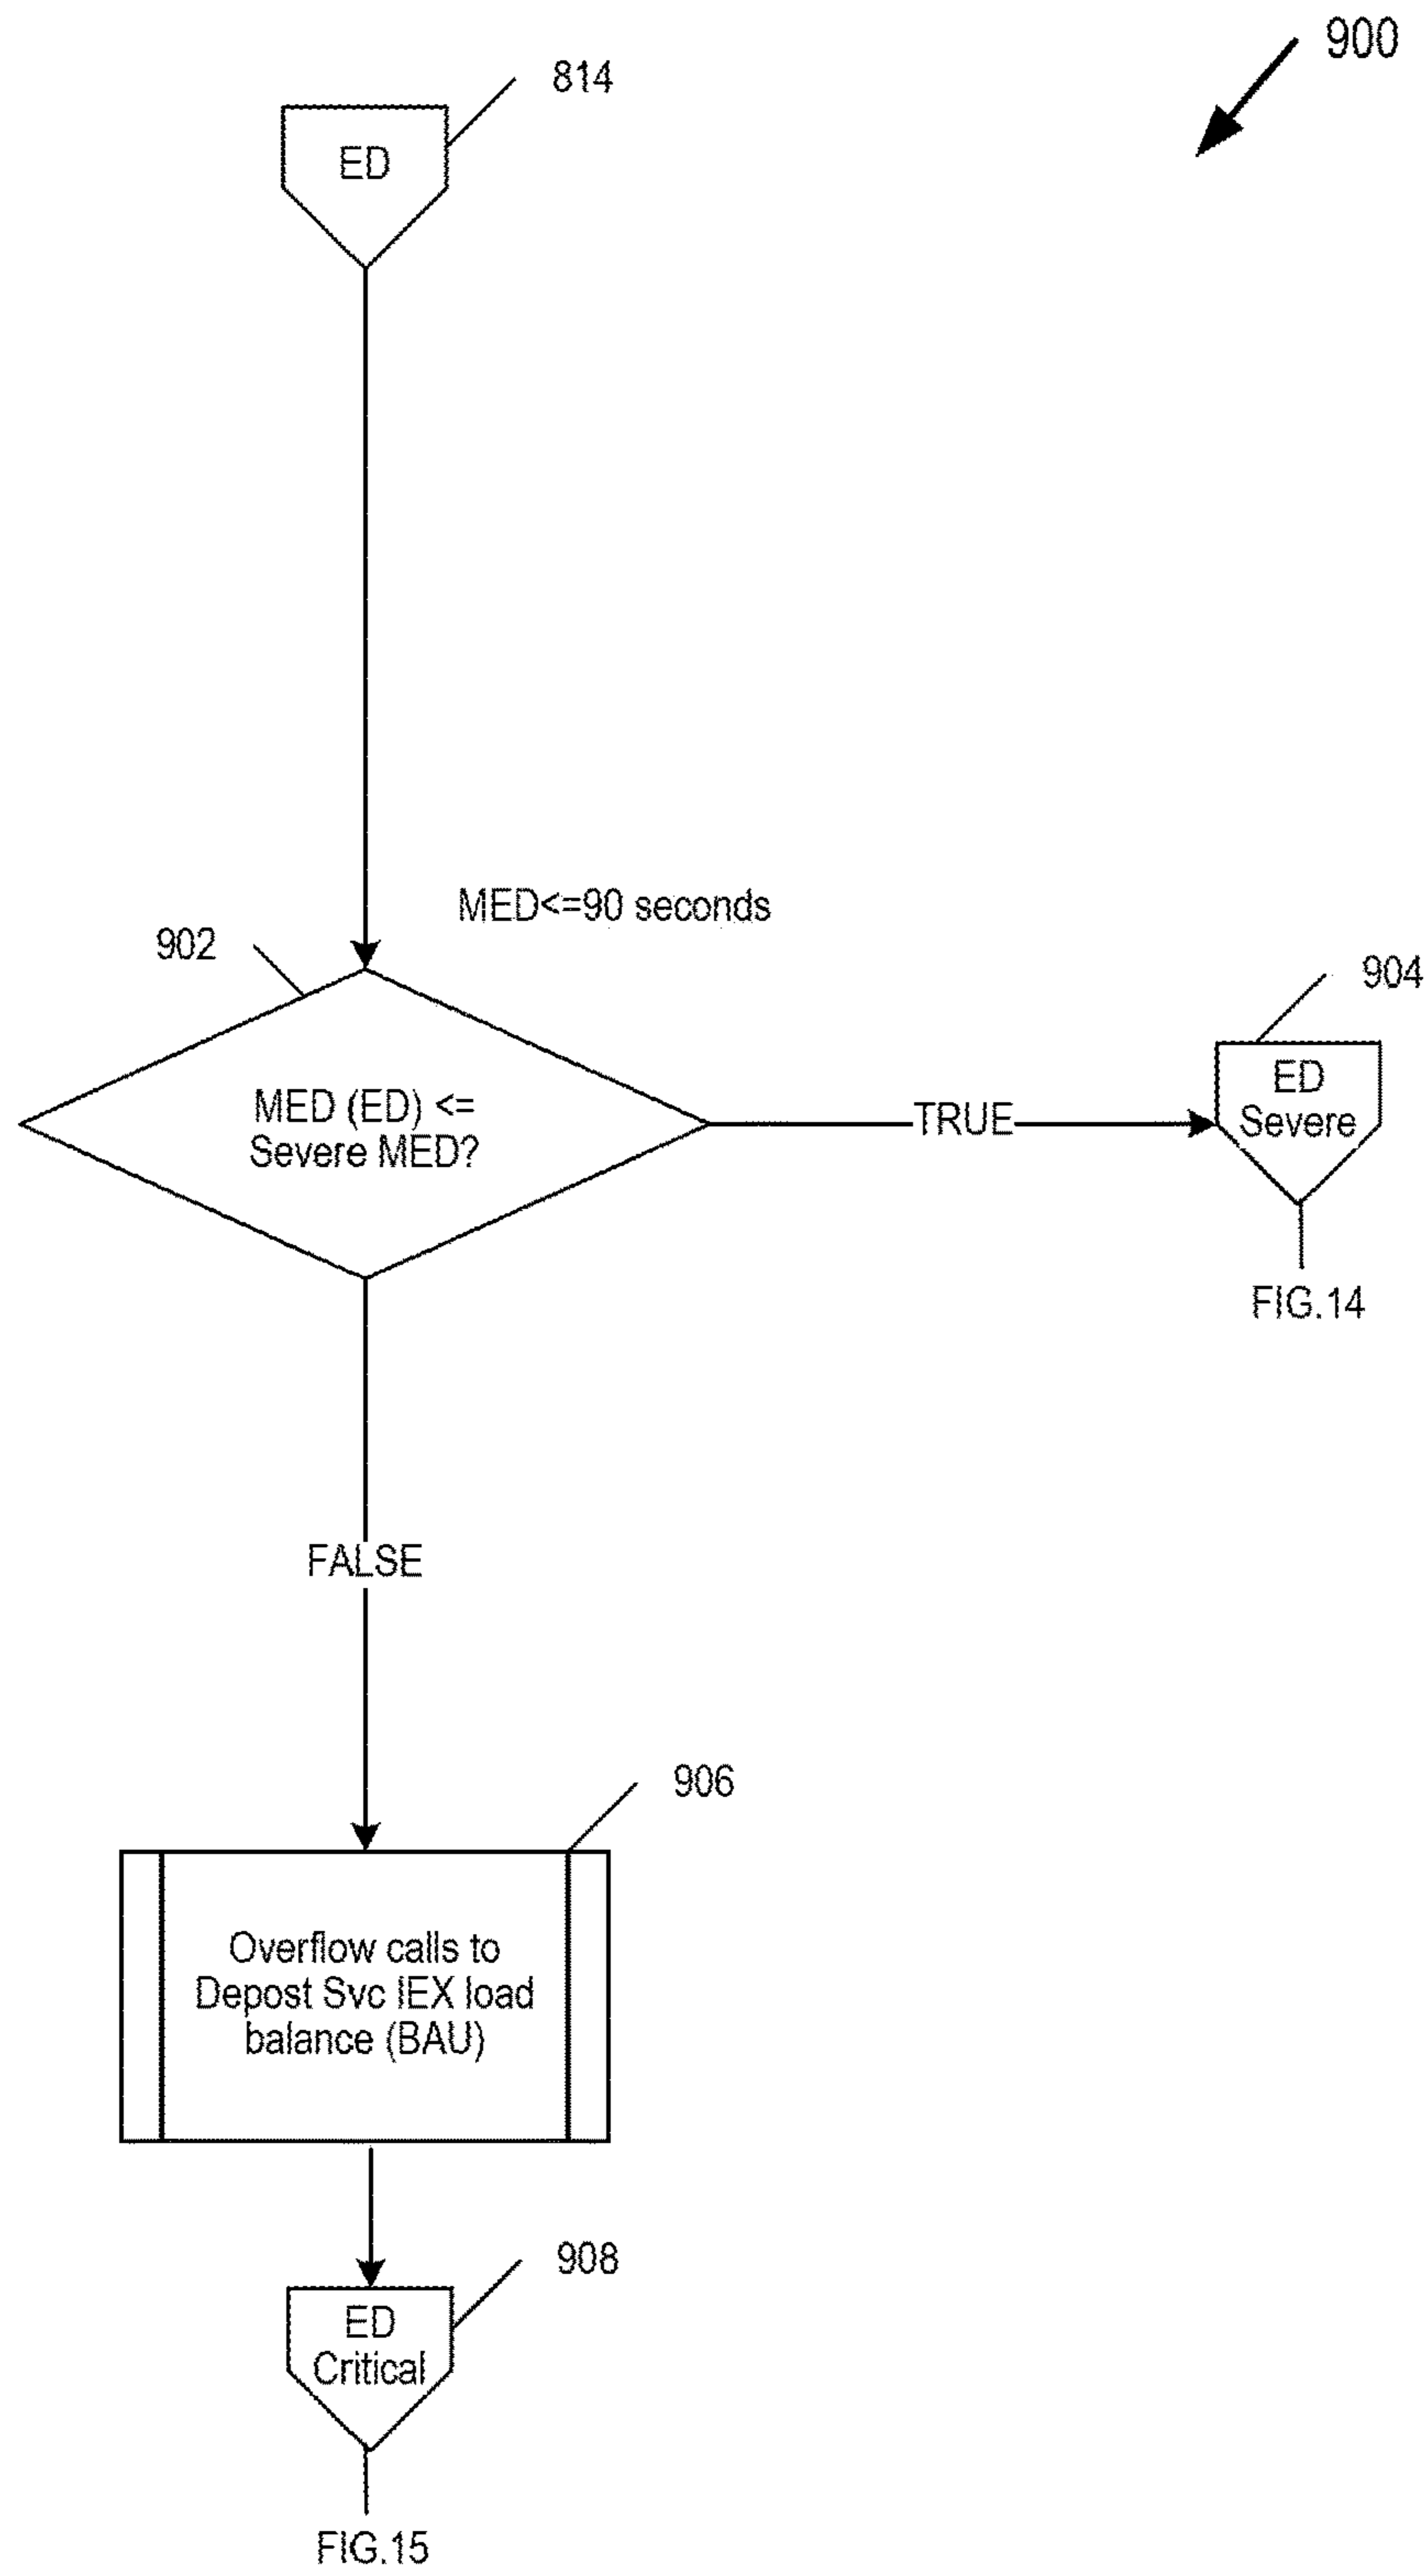 900
814
ED
MED<=90 seconds
902
904
MED (ED) <=
Severe MED?
TRUE
ED
Severe
FIG.14
FALSE
906
Overflow calls to
Depost Svc IEX load
balance (BAU)
908
ED
Critical
FIG.15